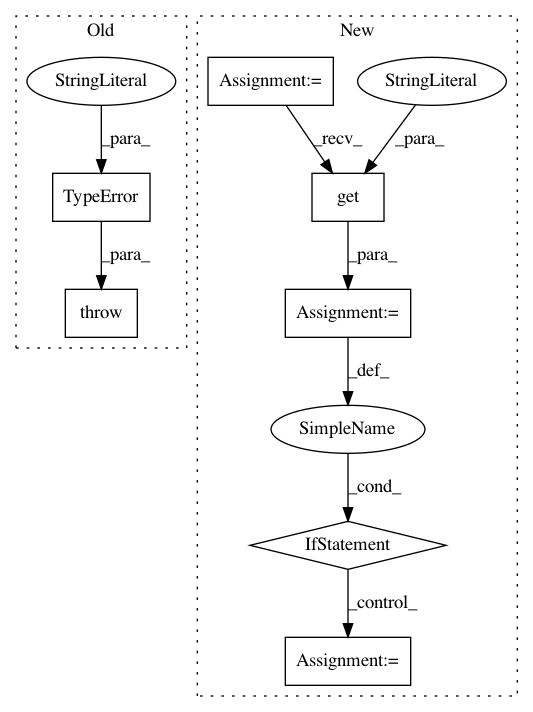 Old
StringLiteral
_para_
TypeError
_para_
throw
New
Assignment:=
StringLiteral
_recv_
_para_
get
_para_
Assignment:=
_def_
SimpleName
_cond_
IfStatement
_control_
Assignment:=